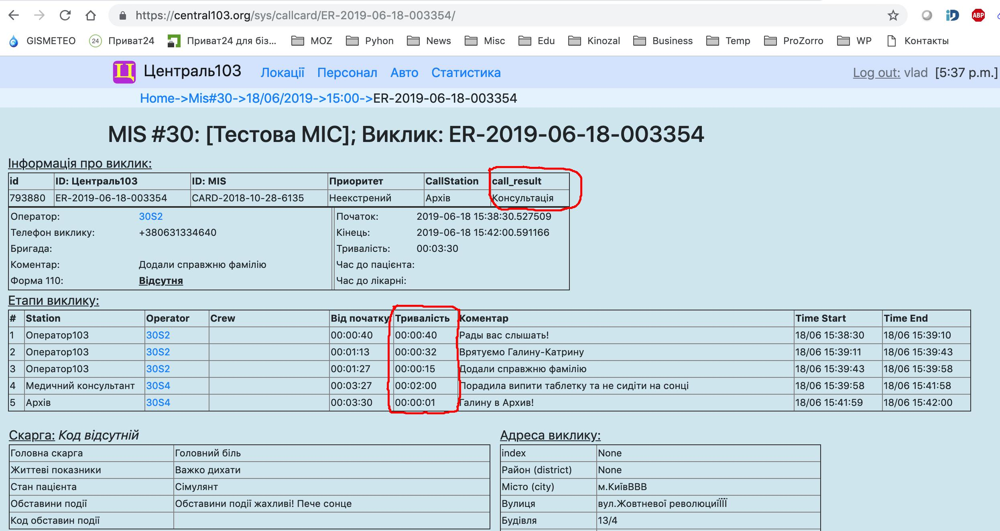 https://central103.org/sys/callcard/ER-2019-06-18-003354/
ABP
GISMETEO 24 Приват24 Приват24 для біз... MOZ Pyhon News Misc Edu Kinozal Business Temp ProZorro WP Контакты
Ц Централь103 Локації Персонал Авто Статистика Log out: vlad [5:37 p.m.]
Home->Mis#30->18/06/2019->15:00->ER-2019-06-18-003354
MIS #30: [Тестова МІС]; Виклик: ER-2019-06-18-003354
Інформація про виклик:
id ID: Централь103 ID: MIS Приоритет CallStation call_result
793880 ER-2019-06-18-003354 CARD-2018-10-28-6135 Неекстрений Архів Консультація
Оператор: 30S2 Початок: 2019-06-18 15:38:30.527509
Телефон виклику: +380631334640 Кінець: 2019-06-18 15:42:00.591166
Бригада: Тривалість: 00:03:30
Коментар: Додали справжню фамілію Час до пацієнта:
Форма 110: Відсутня Час до лікарні:
Етапи виклику:
# Station Operator Crew Від початку Тривалість Коментар Time Start Time End
1 Оператор103 30S2 00:00:40 00:00:40 Рады вас слышать! 18/06 15:38:30 18/06 15:39:10
2 Оператор103 30S2 00:01:13 00:00:32 Врятуємо Галину-Катрину 18/06 15:39:11 18/06 15:39:43
3 Оператор103 30S2 00:01:27 00:00:15 Додали справжню фамілію 18/06 15:39:43 18/06 15:39:58
4 Медичний консультант 30S4 00:03:27 00:02:00 Порадила випити таблетку та не сидіти на сонці 18/06 15:39:58 18/06 15:41:58
5 Архів 30S4 00:03:30 00:00:01 Галину в Архив! 18/06 15:41:59 18/06 15:42:00
Скарга: Код відсутній Адреса виклику:
Головна скарга Головний біль index None
Життєві показники Важко дихати Район (district) None
Стан пацієнта Сімулянт Місто (city) м.КиївВВВ
Обставини події Обставини події жахливі! Пече сонце Вулиця вул.Жовтневої революциїЇЇЇ
Код обставин події Будівля 13/4